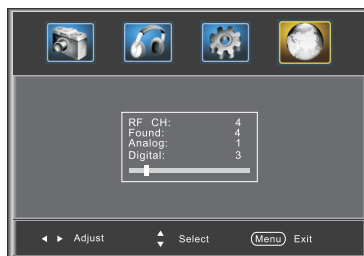 RF CH: 4
Found: 4
Analog: 1
Digital: 3
Adjust Select Menu Exit